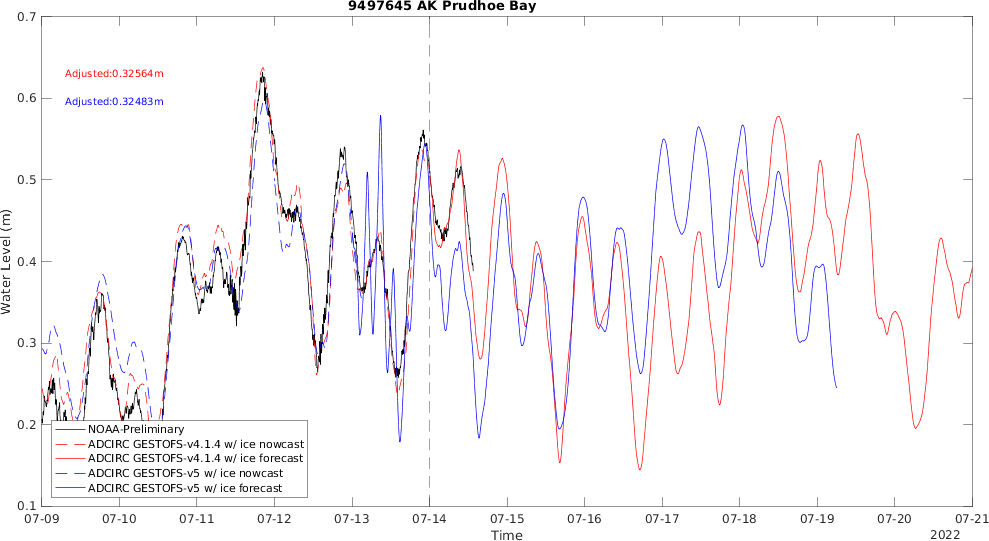 9497645 AK Prudhoe Bay
0.7
0.6
0.5
0.4
0.3
0.2
0.1
Water Level (m)
Adjusted:0.32564m
Adjusted:0.32483m
NOAA-Preliminary
ADCIRC GESTOFS-v4.1.4 w/ ice nowcast
ADCIRC GESTOFS-v4.1.4 w/ ice forecast
ADCIRC GESTOFS-v5 w/ ice nowcast
ADCIRC GESTOFS-v5 w/ ice forecast
07-09 07-10 07-11 07-12 07-13 07-14 07-15 07-16 07-17 07-18 07-19 07-20 07-21
Time
2022